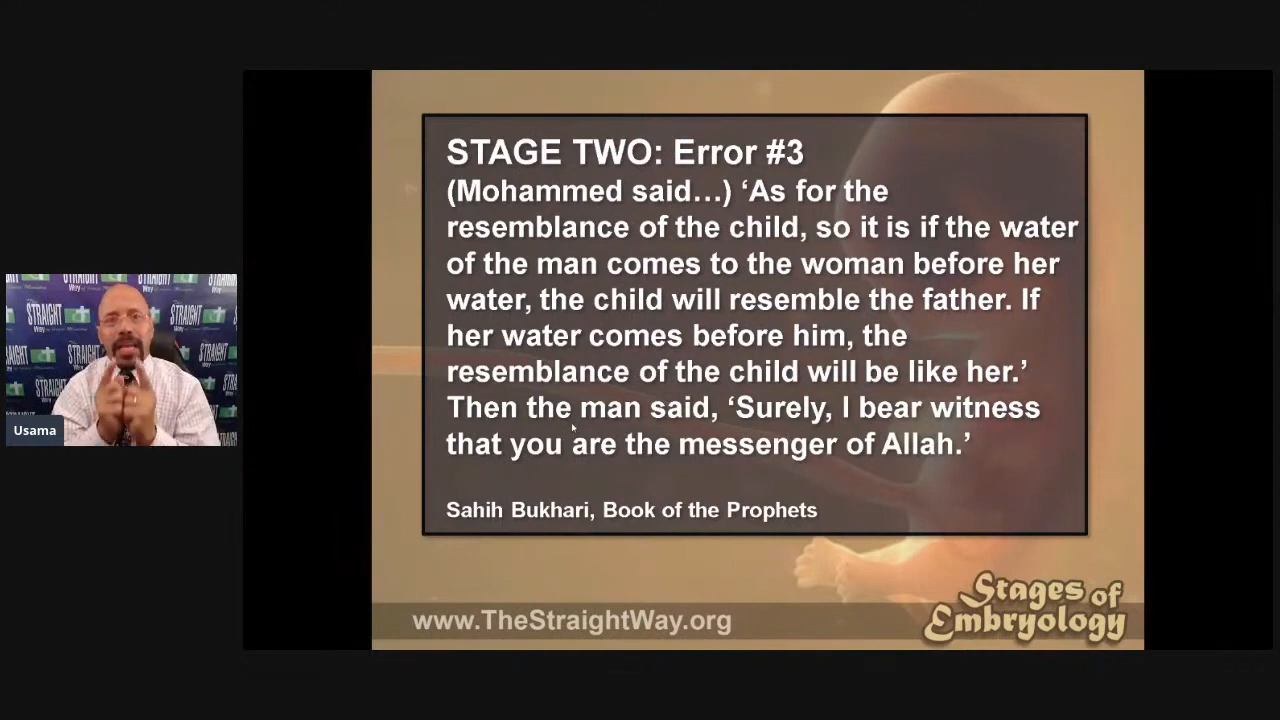 STAGE TWO: Error #3
(Mohammed said…) ‘As for the
resemblance of the child, so it is if the water
of the man comes to the woman before her
water, the child will resemble the father. If
her water comes before him, the
resemblance of the child will be like her.’
Then the man said, ‘Surely, I bear witness
that you are the messenger of Allah.’
Sahih Bukhari, Book of the Prophets
www.TheStraightWay.org
Stages of
Embryology
Usama
STRAIGHT
Way